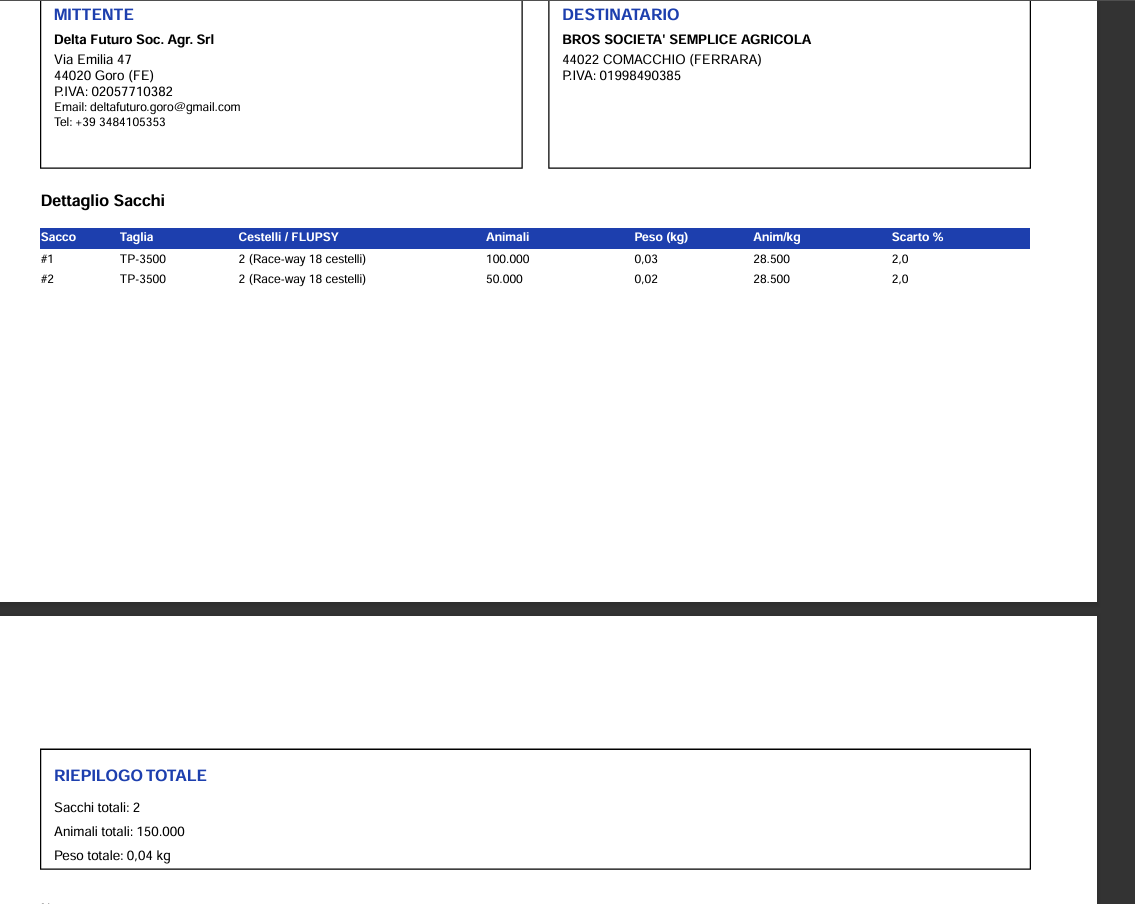 MITTENTE
Delta Futuro Soc. Agr. Srl
Via Emilia 47
44020 Goro (FE)
P.IVA: 02057710382
Email: deltafuturo.goro@gmail.com
Tel: +39 3484105353
DESTINATARIO
BROS SOCIETA' SEMPLICE AGRICOLA
44022 COMACCHIO (FERRARA)
P.IVA: 01998490385
Dettaglio Sacchi
Sacco Taglia Cestelli / FLUPSY Animali Peso (kg) Anim/kg Scarto %
#1 TP-3500 2 (Race-way 18 cestelli) 100.000 0,03 28.500 2,0
#2 TP-3500 2 (Race-way 18 cestelli) 50.000 0,02 28.500 2,0
RIEPILOGO TOTALE
Sacchi totali: 2
Animali totali: 150.000
Peso totale: 0,04 kg